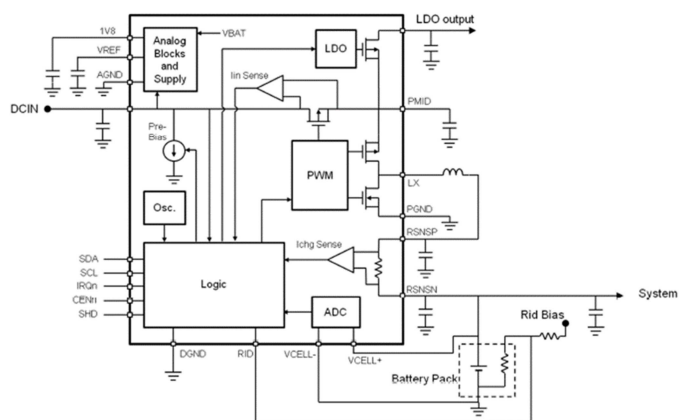 LDO output
1V8
VREF
AGND
Analog
Blocks
and
Supply
VBAT
LDO
Iin Sense
DCIN
PMID
Pre-
Bias
PWM
LX
PGND
Osc.
RSNSP
Ichg Sense
SDA
SCL
IRQn
CENn
SHD
Logic
RSNSN
System
ADC
Rid Bias
DGND
RID
VCELL-
VCELL+
Battery Pack